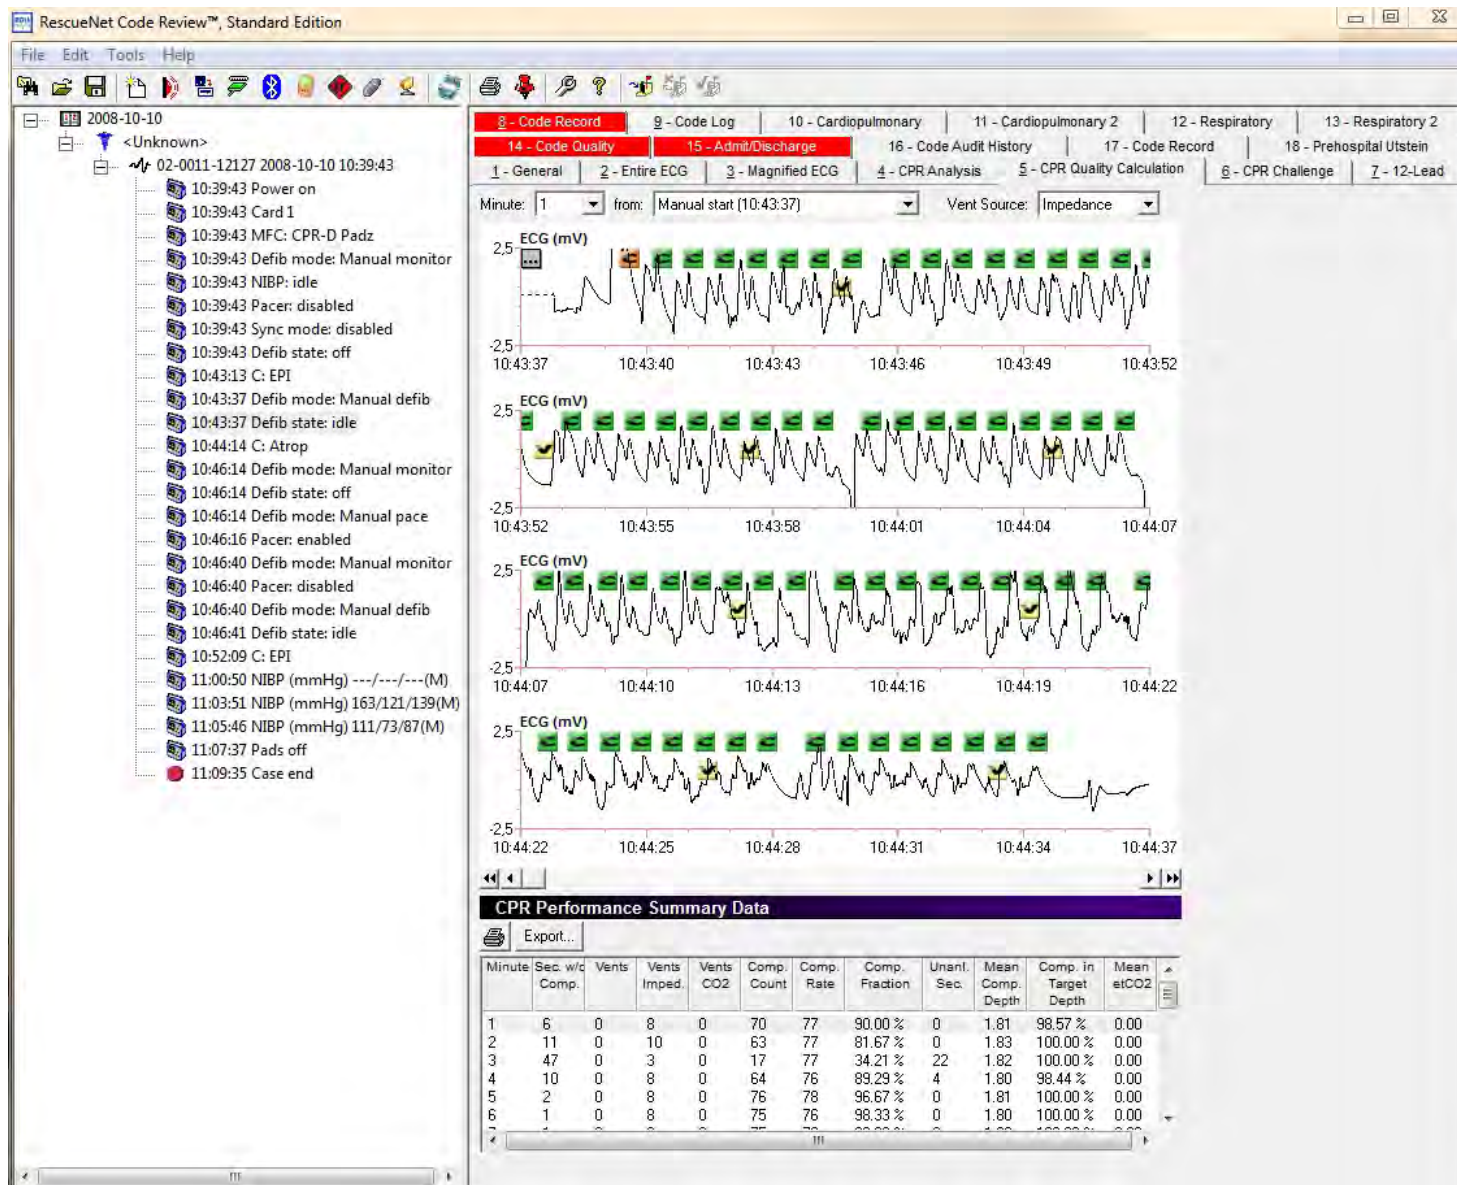 RescueNet Code Review™, Standard Edition
File Edit Tools Help
2008-10-10
<Unknown>
02-0011-12127 2008-10-10 10:39:43
10:39:43 Power on
10:39:43 Card 1
10:39:43 MFC: CPR-D Padz
10:39:43 Defib mode: Manual monitor
10:39:43 NIBP: idle
10:39:43 Pacer: disabled
10:39:43 Sync mode: disabled
10:39:43 Defib state: off
10:43:13 C: EPI
10:43:37 Defib mode: Manual defib
10:43:37 Defib state: idle
10:44:14 C: Atrop
10:46:14 Defib mode: Manual monitor
10:46:14 Defib state: off
10:46:14 Defib mode: Manual pace
10:46:16 Pacer: enabled
10:46:40 Defib mode: Manual monitor
10:46:40 Pacer: disabled
10:46:40 Defib mode: Manual defib
10:46:41 Defib state: idle
10:52:09 C: EPI
11:00:50 NIBP (mmHg) ---/---/---(M)
11:03:51 NIBP (mmHg) 163/121/139(M)
11:05:46 NIBP (mmHg) 111/73/87(M)
11:07:37 Pads off
11:09:35 Case end
8 - Code Record 9 - Code Log 10 - Cardiopulmonary 11 - Cardiopulmonary 2 12 - Respiratory 13 - Respiratory 2
14 - Code Quality 15 - Admit/Discharge 16 - Code Audit History 17 - Code Record 18 - Prehospital Utstein
1 - General 2 - Entire ECG 3 - Magnified ECG 4 - CPR Analysis 5 - CPR Quality Calculation 6 - CPR Challenge 7 - 12-Lead
Minute: 1 from: Manual start (10:43:37) Vent Source: Impedance
ECG (mV)
2,5
-2,5
10:43:37 10:43:40 10:43:43 10:43:46 10:43:49 10:43:52
ECG (mV)
2,5
-2,5
10:43:52 10:43:55 10:43:58 10:44:01 10:44:04 10:44:07
ECG (mV)
2,5
-2,5
10:44:07 10:44:10 10:44:13 10:44:16 10:44:19 10:44:22
ECG (mV)
2,5
-2,5
10:44:22 10:44:25 10:44:28 10:44:31 10:44:34 10:44:37
CPR Performance Summary Data
Export...
Minute Sec. w/c Vents Vents Vents Comp. Comp. Comp. Unanl. Mean Comp. in Mean
Comp. Imped. CO2 Count Rate Fraction Sec. Comp. Target etCO2
Depth Depth
1 6 0 8 0 70 77 90.00 % 0 1.81 98.57 % 0.00
2 11 0 10 0 63 77 81.67 % 0 1.83 100.00 % 0.00
3 47 0 3 0 17 77 34.21 % 22 1.82 100.00 % 0.00
4 10 0 8 0 64 76 89.29 % 4 1.80 98.44 % 0.00
5 2 0 8 0 76 78 96.67 % 0 1.81 100.00 % 0.00
6 1 0 8 0 75 76 98.33 % 0 1.80 100.00 % 0.00